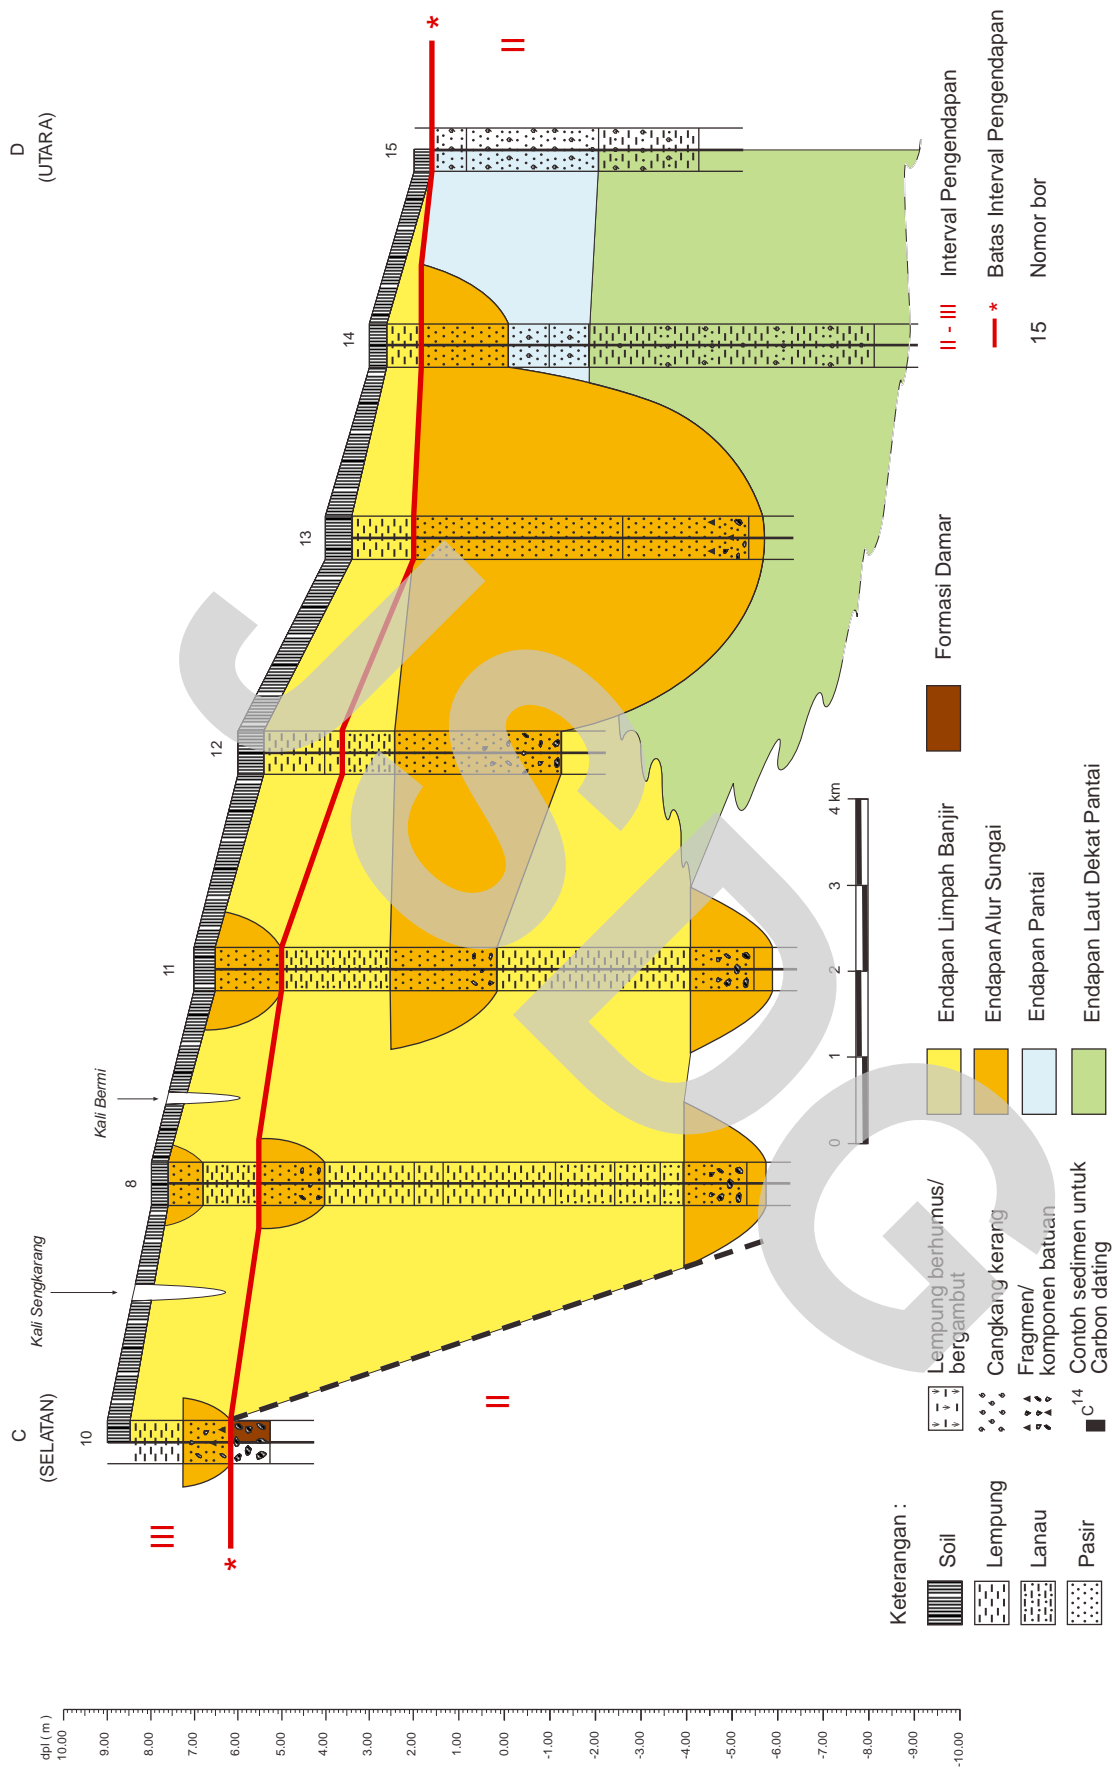 C
(SELATAN)
D
(UTARA)
Kali Sengkarang
Kali Bermi
10
8
11
12
13
14
15
III
II
II
*
*
dpl ( m )
10.00
9.00
8.00
7.00
6.00
5.00
4.00
3.00
2.00
1.00
0.00
-1.00
-2.00
-3.00
-4.00
-5.00
-6.00
-7.00
-8.00
-9.00
-10.00
0
1
2
3
4 km
Keterangan :
Soil
Lempung
Lanau
Pasir
Lempung berhumus/
bergambut
Cangkang kerang
Fragmen/
komponen batuan
C14
Contoh sedimen untuk
Carbon dating
Endapan Limpah Banjir
Endapan Alur Sungai
Endapan Pantai
Endapan Laut Dekat Pantai
Formasi Damar
II - III Interval Pengendapan
* Batas Interval Pengendapan
15 Nomor bor
JSDG